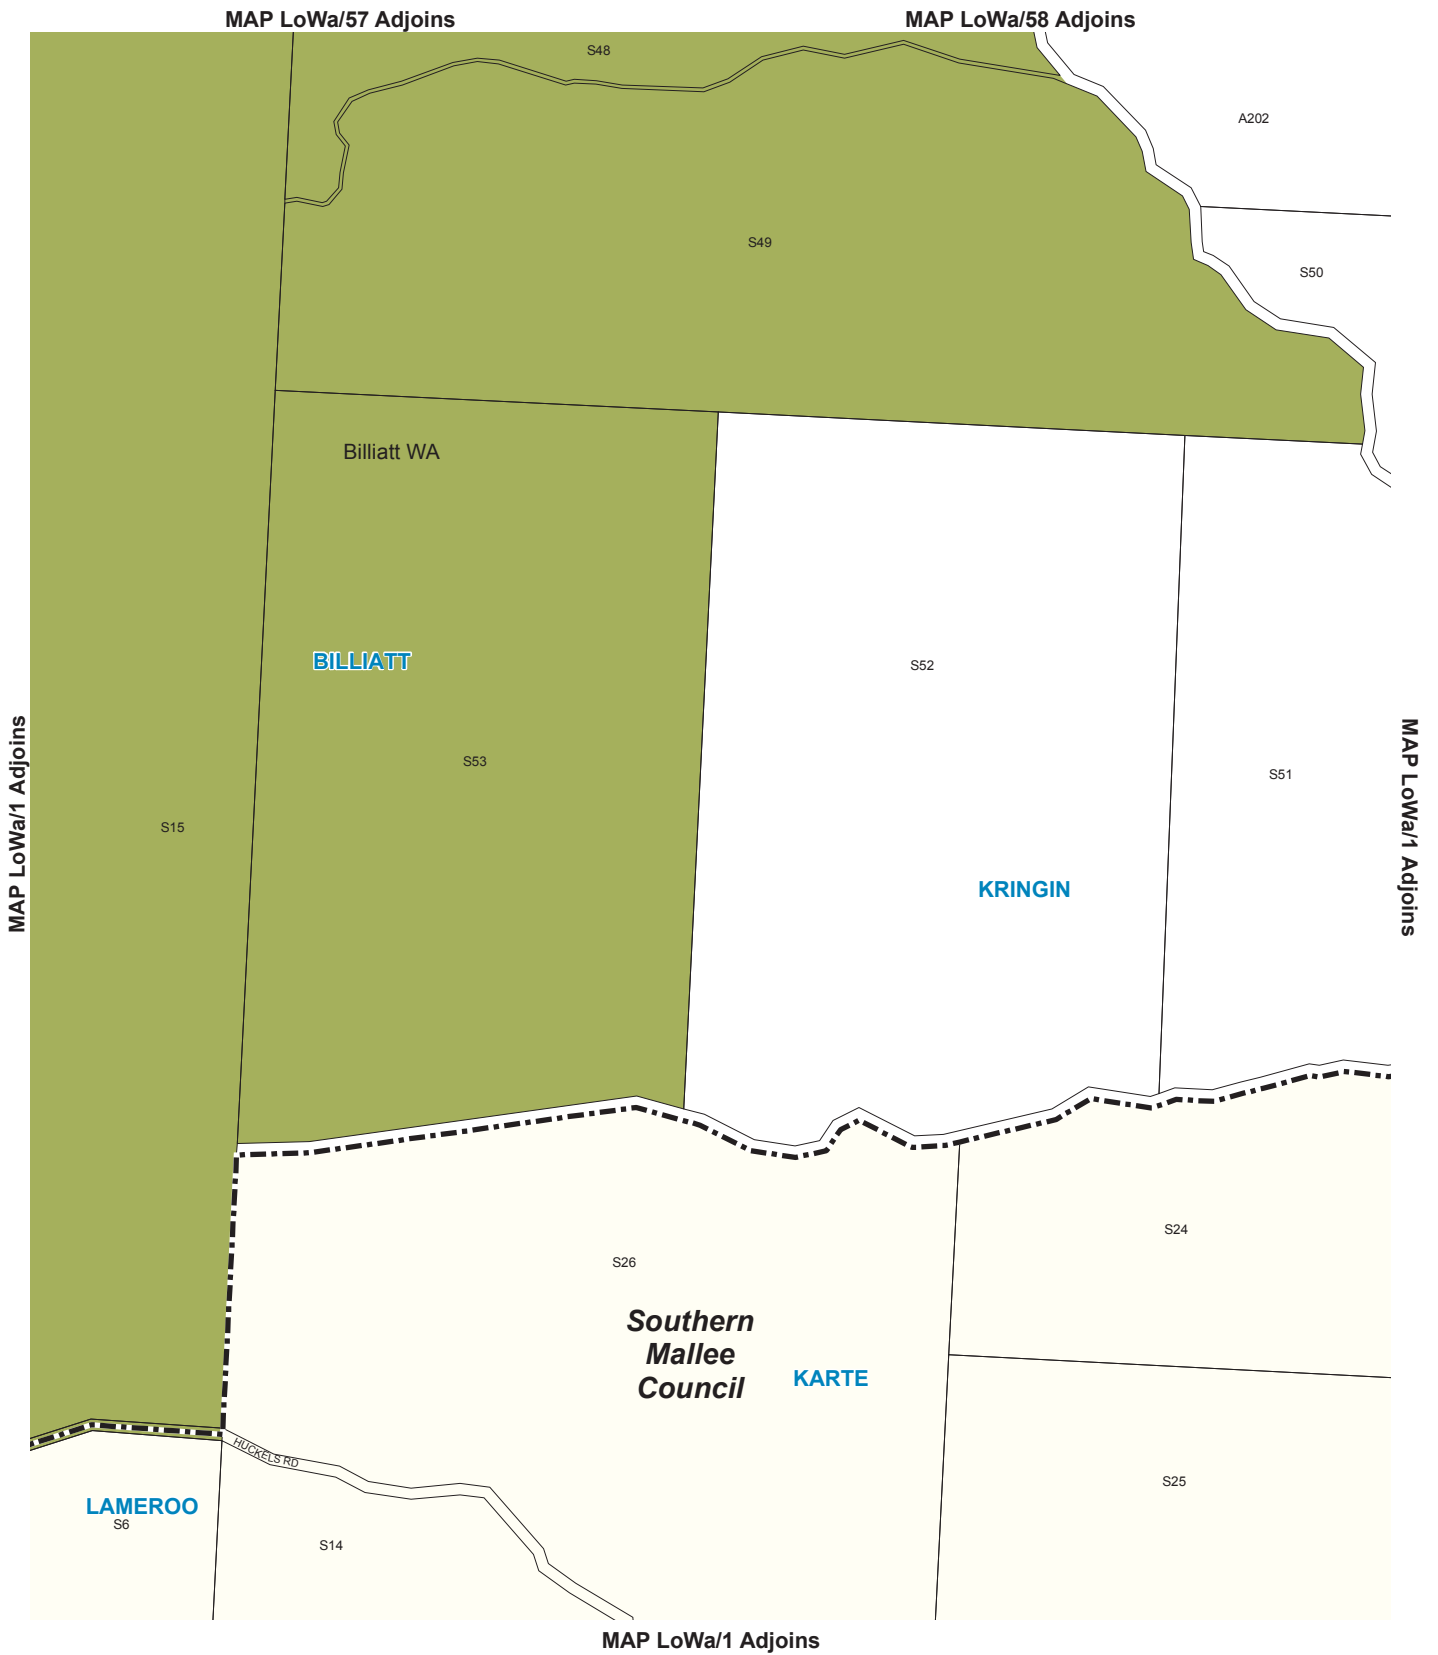 MAP LoWa/57 Adjoins
MAP LoWa/58 Adjoins
S48
A202
S49
S50
Billiatt WA
BILLIATT
S52
S53
S51
MAP LoWa/1 Adjoins
MAP LoWa/1 Adjoins
S15
KRINGIN
S24
S26
Southern
Mallee
Council
KARTE
HUCKELS RD
S25
LAMEROO
S6
S14
MAP LoWa/1 Adjoins